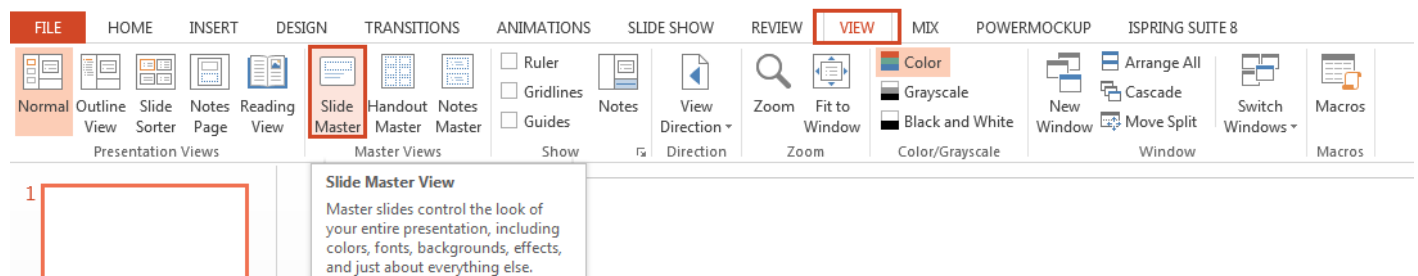 FILE HOME INSERT DESIGN TRANSITIONS ANIMATIONS SLIDE SHOW REVIEW VIEW MIX POWERMOCKUP ISPRING SUITE 8
Normal
Outline
View
Slide
Sorter
Notes
Page
Reading
View
Presentation Views
Slide
Master
Handout
Master
Notes
Master
Master Views
Ruler
Gridlines
Guides
Notes
Show
View
Direction
Direction
Zoom
Fit to
Window
Zoom
Color
Grayscale
Black and White
Color/Grayscale
New
Window
Arrange All
Cascade
Move Split
Switch
Windows
Window
Macros
Macros
1
Slide Master View
Master slides control the look of
your entire presentation, including
colors, fonts, backgrounds, effects,
and just about everything else.